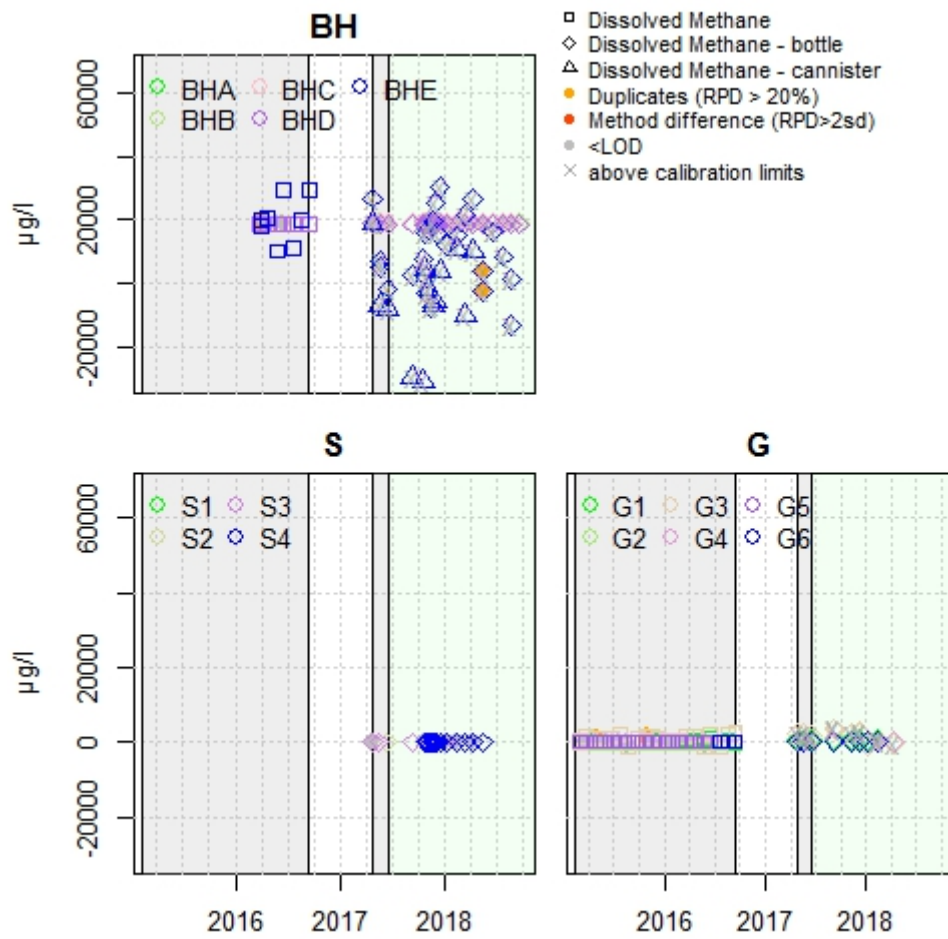 BH
Dissolved Methane
Dissolved Methane - bottle
Dissolved Methane - cannister
Duplicates (RPD > 20%)
Method difference (RPD>2sd)
<LOD
above calibration limits
BHA BHC BHE
BHB BHD
µg/l
60000
20000
-20000
S
S1 S3
S2 S4
µg/l
60000
20000
0
-20000
2016 2017 2018
G
G1 G3 G5
G2 G4 G6
2016 2017 2018